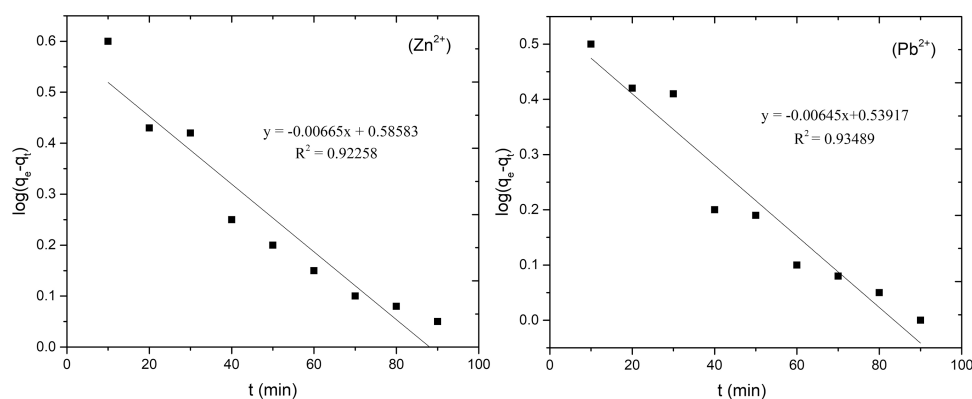 (Zn²⁺)
y = -0.00665x + 0.58583
R² = 0.92258
0.6
0.5
0.4
0.3
0.2
0.1
0.0
log(qₑ-qₜ)
0 20 40 60 80 100
t (min)
(Pb²⁺)
y = -0.00645x+0.53917
R² = 0.93489
0.5
0.4
0.3
0.2
0.1
0.0
log(qₑ-qₜ)
0 20 40 60 80 100
t (min)